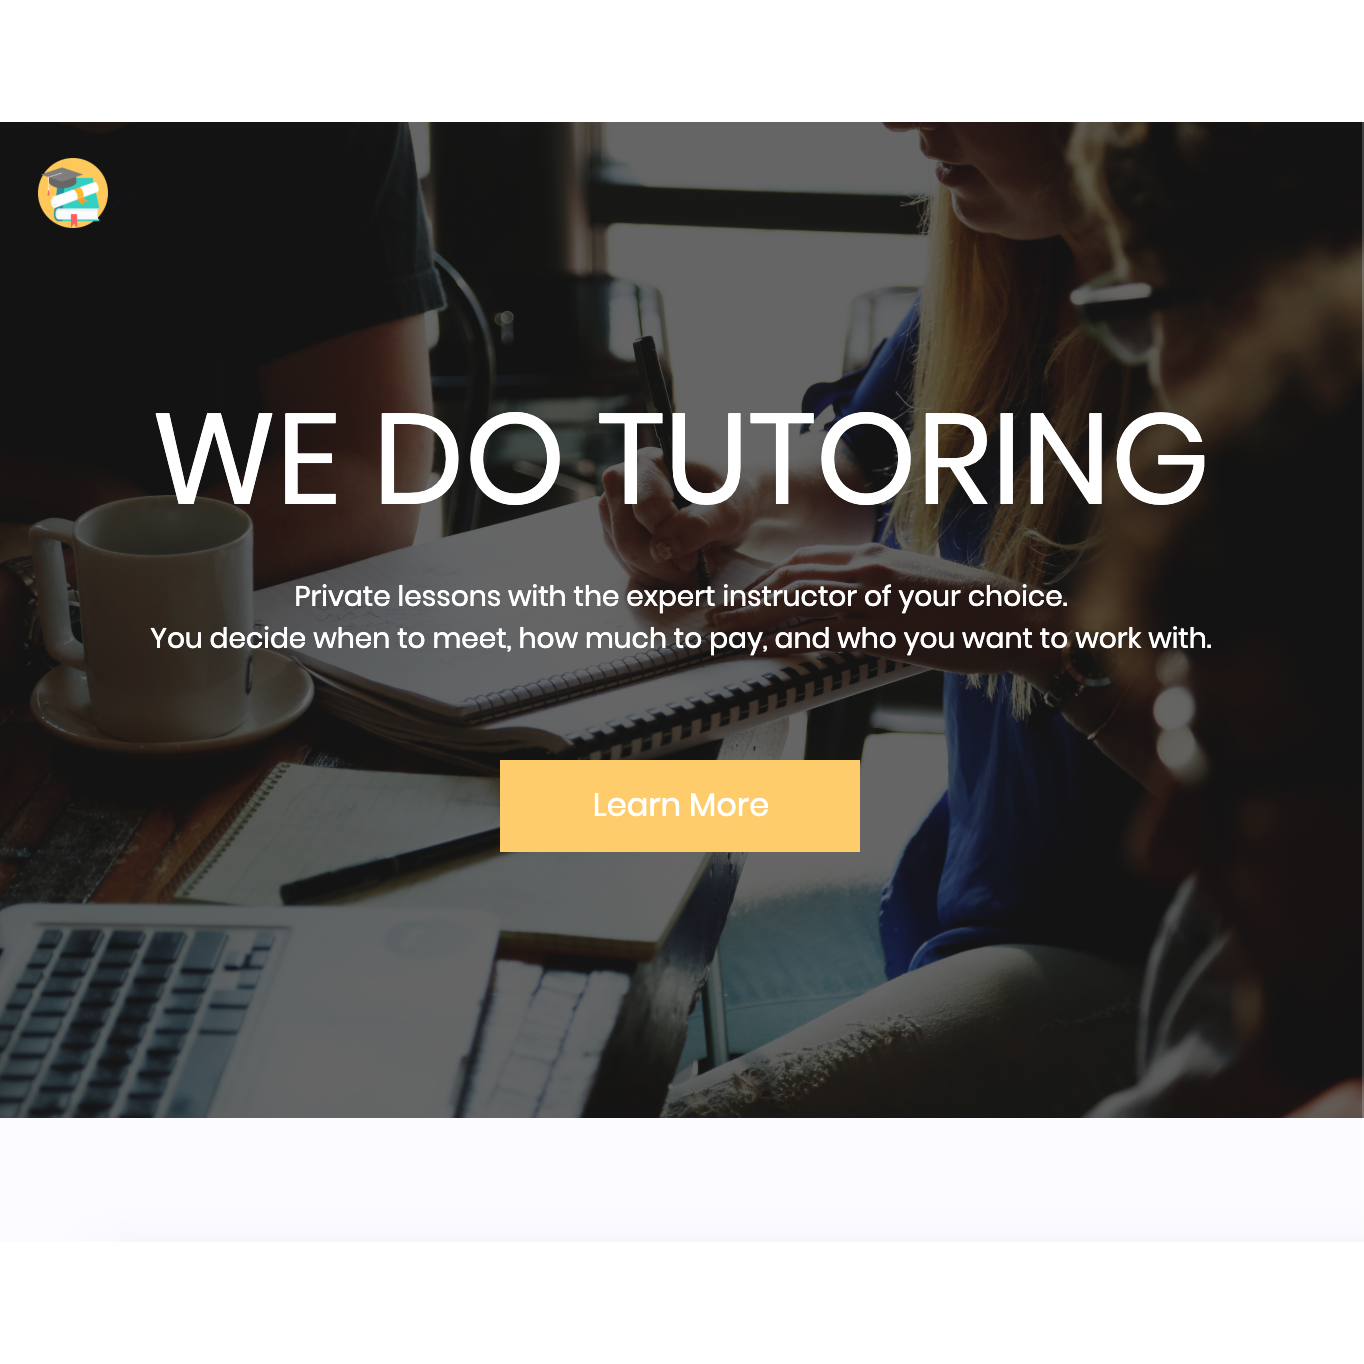 WE DO TUTORING
Private lessons with the expert instructor of your choice.
You decide when to meet, how much to pay, and who you want to work with.
Learn More